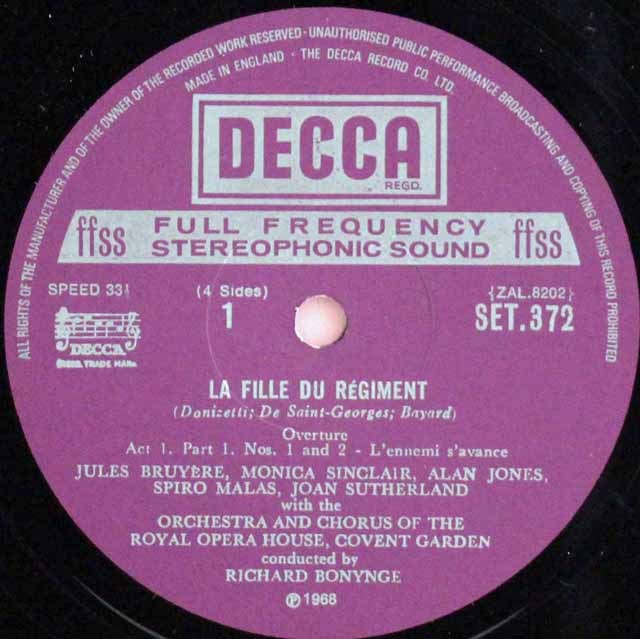 ALL RIGHTS OF THE MANUFACTURER AND OF THE OWNER OF THE RECORDED WORK RESERVED · UNAUTHORISED PUBLIC PERFORMANCE BROADCASTING AND COPYING OF THIS RECORD PROHIBITED
MADE IN ENGLAND · THE DECCA RECORD CO. LTD.
DECCA
REGD.
ffss FULL FREQUENCY STEREOPHONIC SOUND ffss
SPEED 33⅓ (4 Sides) {ZAL.8202}
1 SET.372
DECCA
REGD. TRADE MARK
LA FILLE DU RÉGIMENT
(Donizetti; De Saint-Georges; Bayard)
Overture
Act 1. Part 1. Nos. 1 and 2 - L'ennemi s'avance
JULES BRUYÈRE, MONICA SINCLAIR, ALAN JONES,
SPIRO MALAS, JOAN SUTHERLAND
with the
ORCHESTRA AND CHORUS OF THE
ROYAL OPERA HOUSE, COVENT GARDEN
conducted by
RICHARD BONYNGE
℗ 1968